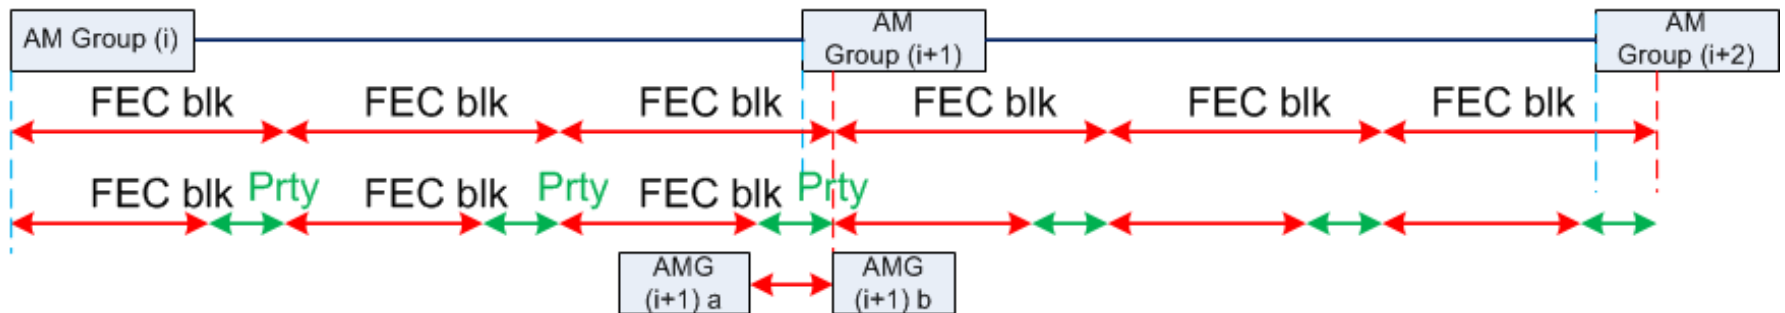 AM Group (i)
AM
Group (i+1)
AM
Group (i+2)
FEC blk FEC blk FEC blk FEC blk FEC blk FEC blk
FEC blk Prty FEC blk Prty FEC blk Prty
AMG
(i+1) a
AMG
(i+1) b